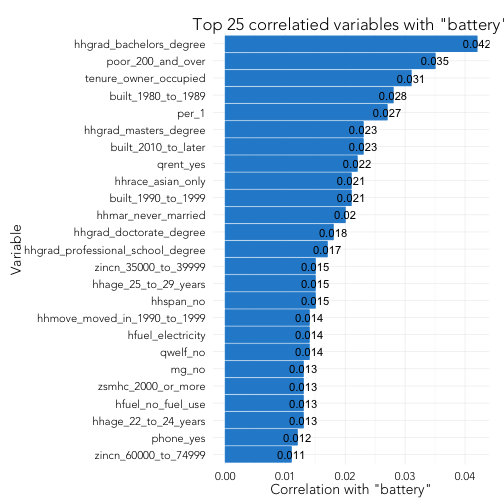 Top 25 correlatied variables with "battery"
hhgrad_bachelors_degree 0.042
poor_200_and_over 0.035
tenure_owner_occupied 0.031
built_1980_to_1989 0.028
per_1 0.027
hhgrad_masters_degree 0.023
built_2010_to_later 0.023
qrent_yes 0.022
hhrace_asian_only 0.021
built_1990_to_1999 0.021
hhmar_never_married 0.02
hhgrad_doctorate_degree 0.018
hhgrad_professional_school_degree 0.017
zincn_35000_to_39999 0.015
hhage_25_to_29_years 0.015
hhspan_no 0.015
hhmove_moved_in_1990_to_1999 0.014
hfuel_electricity 0.014
qwelf_no 0.014
mg_no 0.013
zsmhc_2000_or_more 0.013
hfuel_no_fuel_use 0.013
hhage_22_to_24_years 0.013
phone_yes 0.012
zincn_60000_to_74999 0.011
Variable
0.00 0.01 0.02 0.03 0.04
Correlation with "battery"